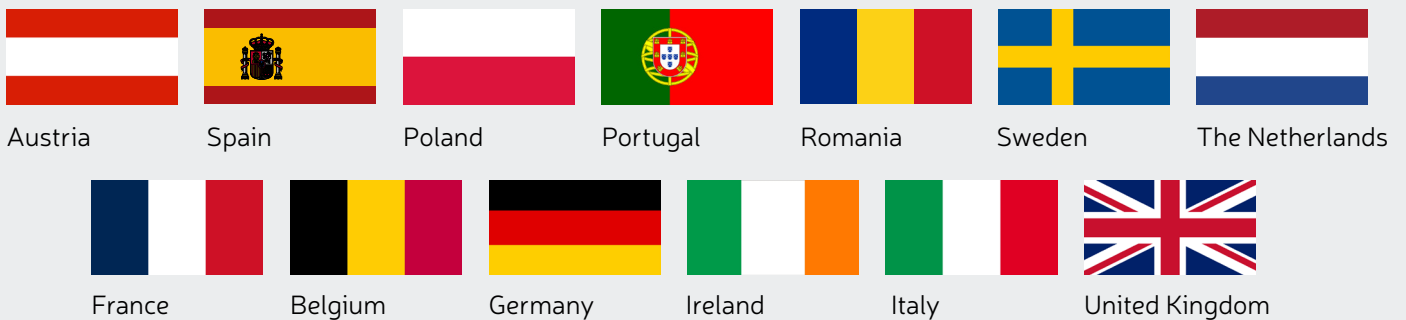 Austria Spain Poland Portugal Romania Sweden The Netherlands
France Belgium Germany Ireland Italy United Kingdom